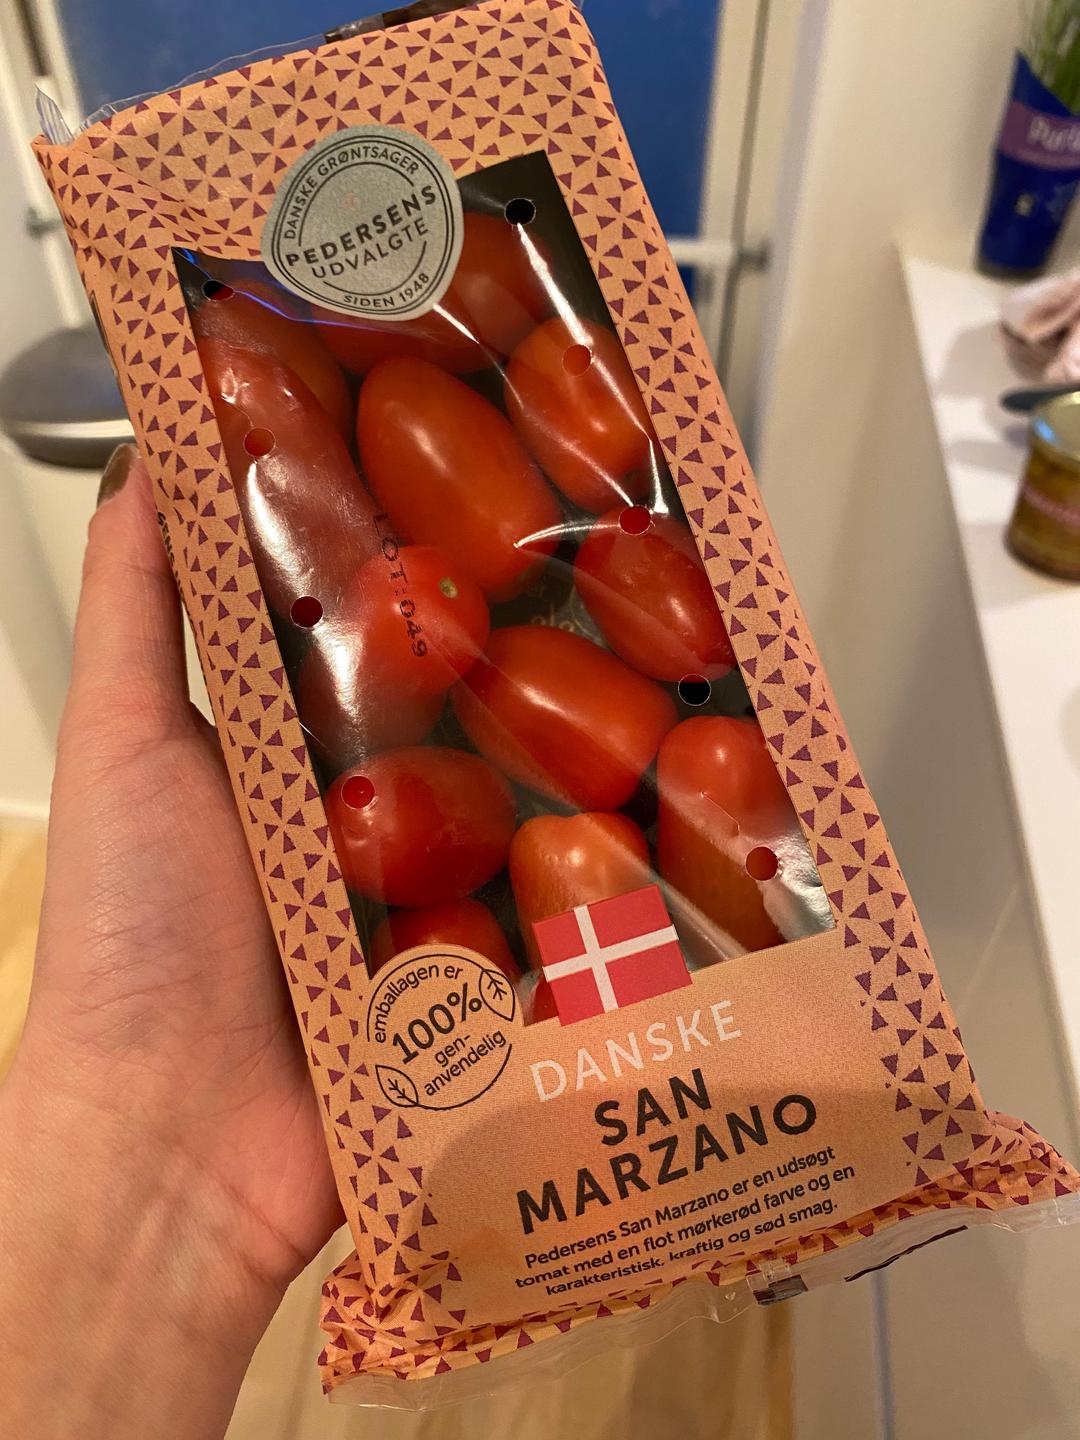 DANSKE GRØNTSAGER
PEDERSENS
UDVALGTE
SIDEN 1948
LOT: 049
emballagen er
100%
gen-
anvendelig
DANSKE
SAN
MARZANO
Pedersens San Marzano er en udsøgt
tomat med en flot mørkerød farve og en
karakteristisk, kraftig og sød smag.